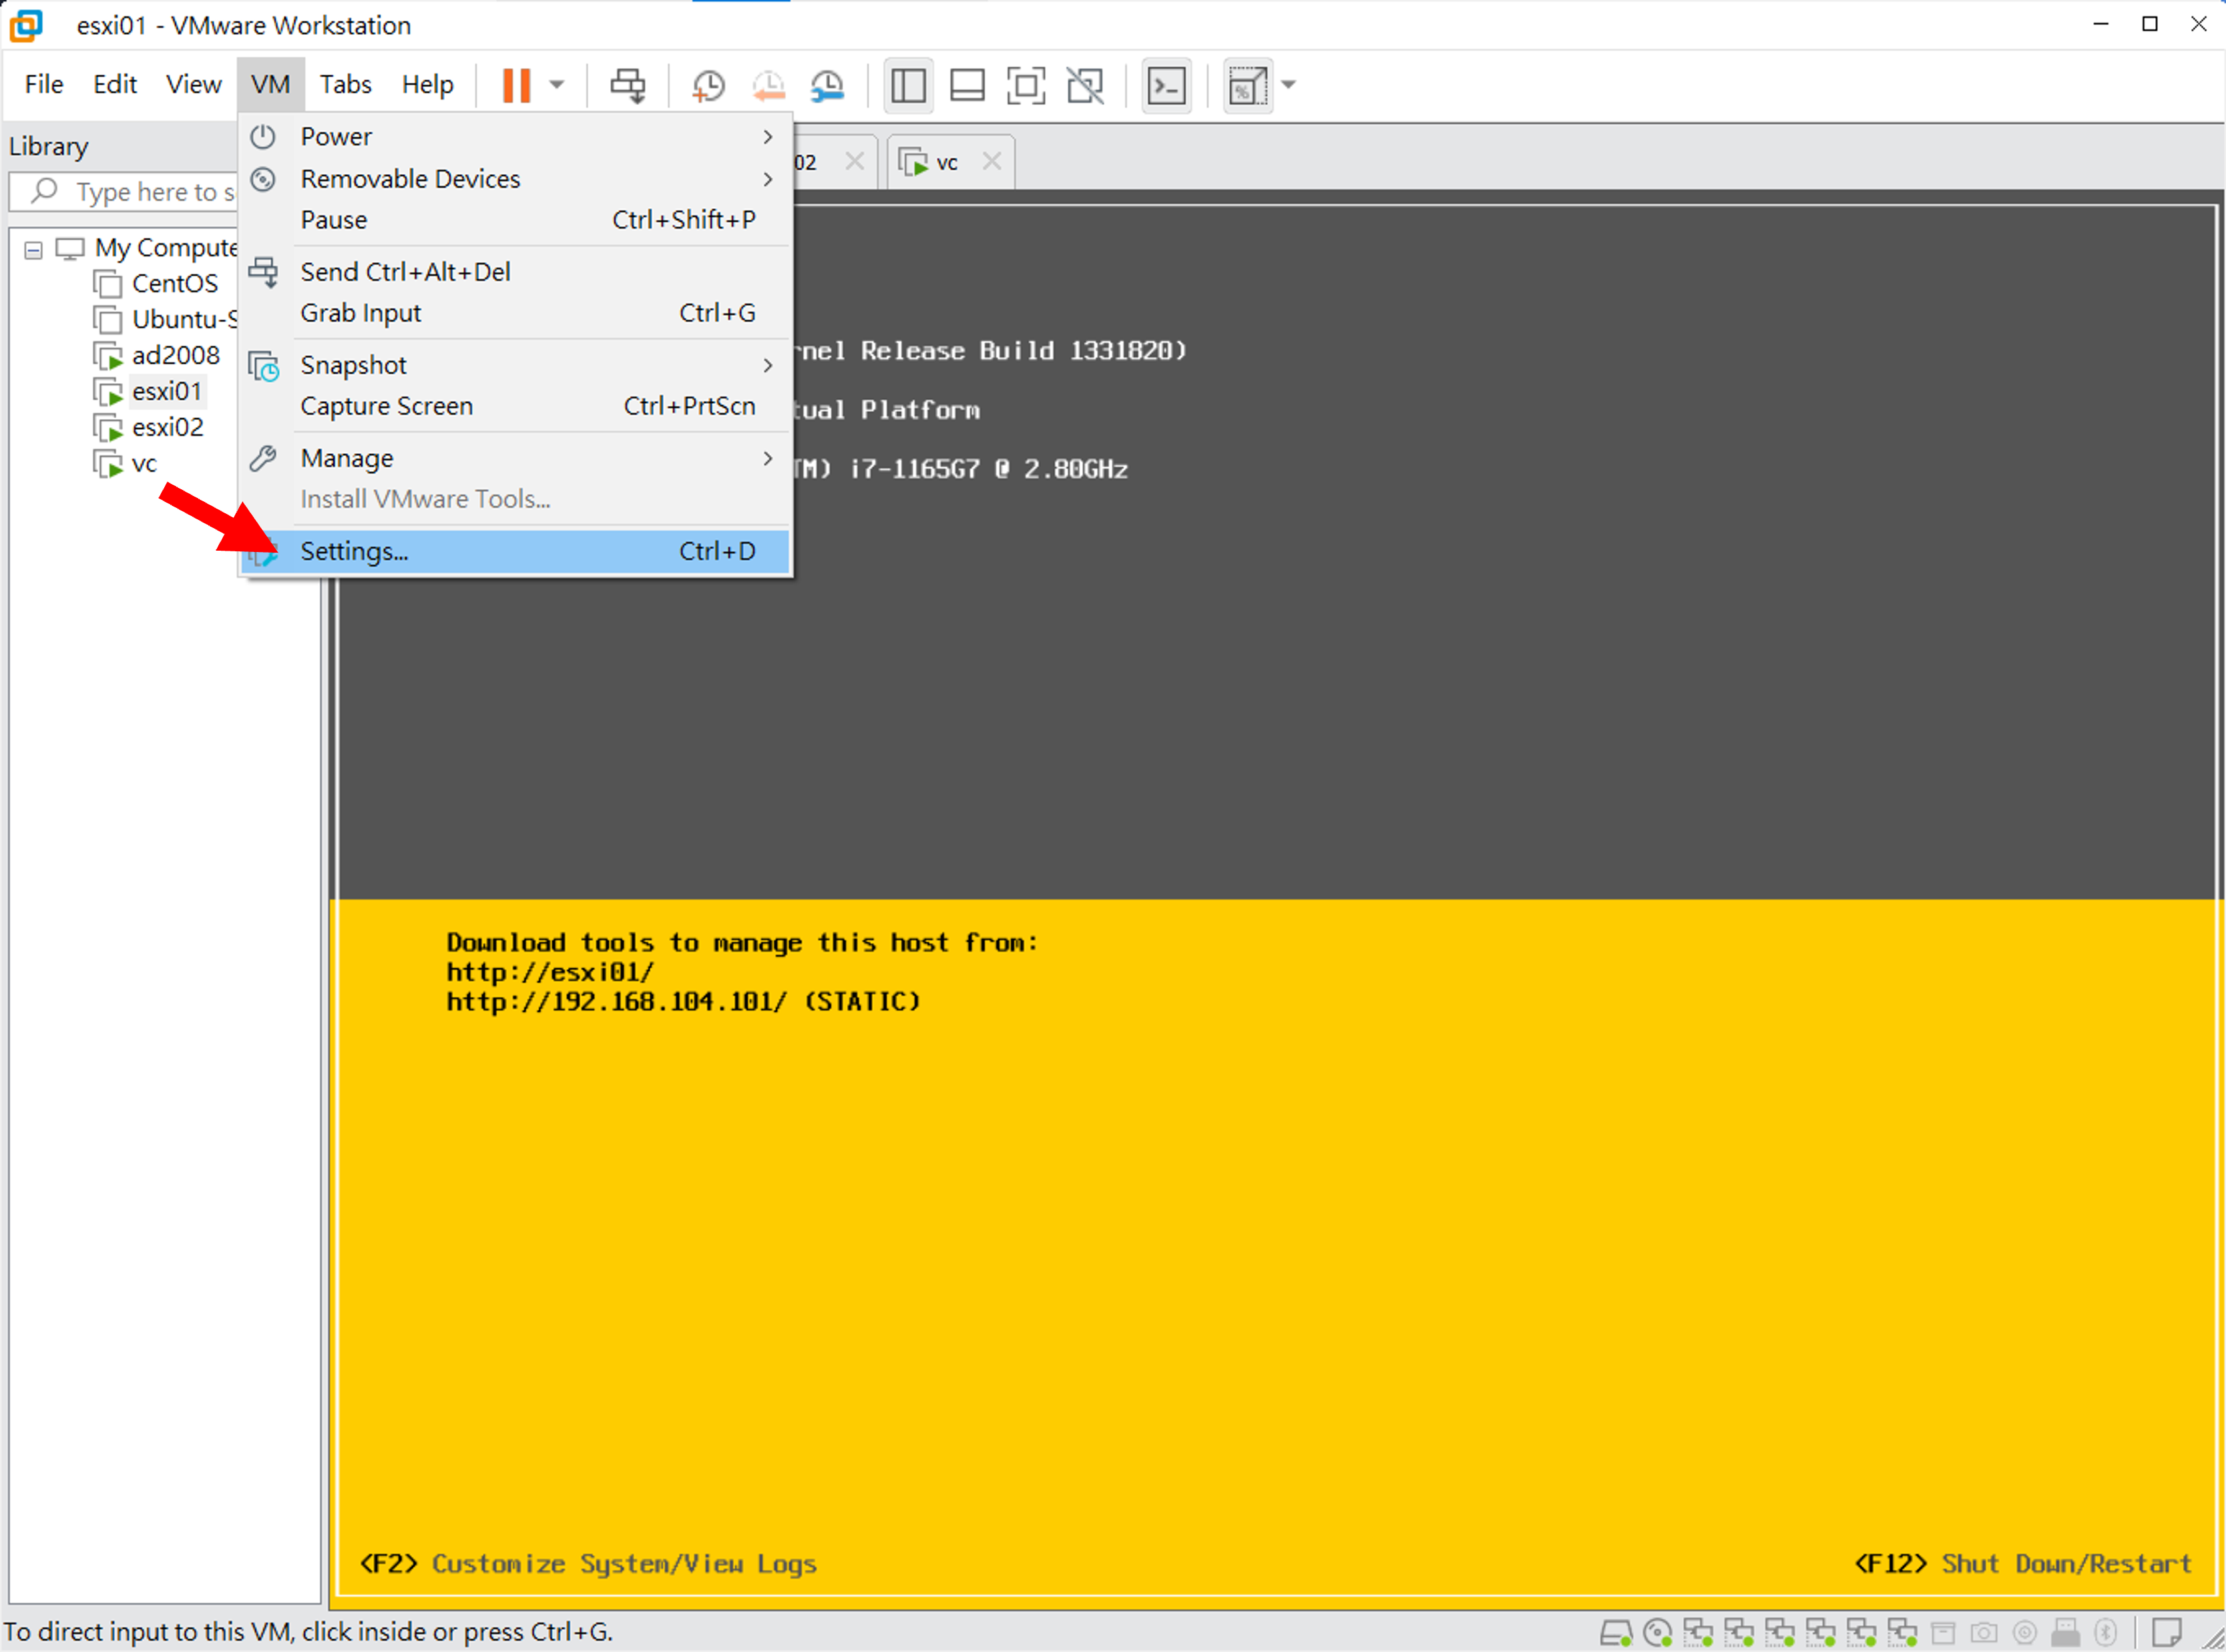 esxi01 - VMware Workstation
File Edit View VM Tabs Help
Library
Type here to s
My Compute
CentOS
Ubuntu-S
ad2008
esxi01
esxi02
vc
Power
Removable Devices
Pause Ctrl+Shift+P
Send Ctrl+Alt+Del
Grab Input Ctrl+G
Snapshot
Capture Screen Ctrl+PrtScn
Manage
Install VMware Tools...
Settings... Ctrl+D
02 vc
rnel Release Build 1331820)
tual Platform
TM) i7-1165G7 @ 2.80GHz
Download tools to manage this host from:
http://esxi01/
http://192.168.104.101/ (STATIC)
<F2> Customize System/View Logs
<F12> Shut Down/Restart
To direct input to this VM, click inside or press Ctrl+G.